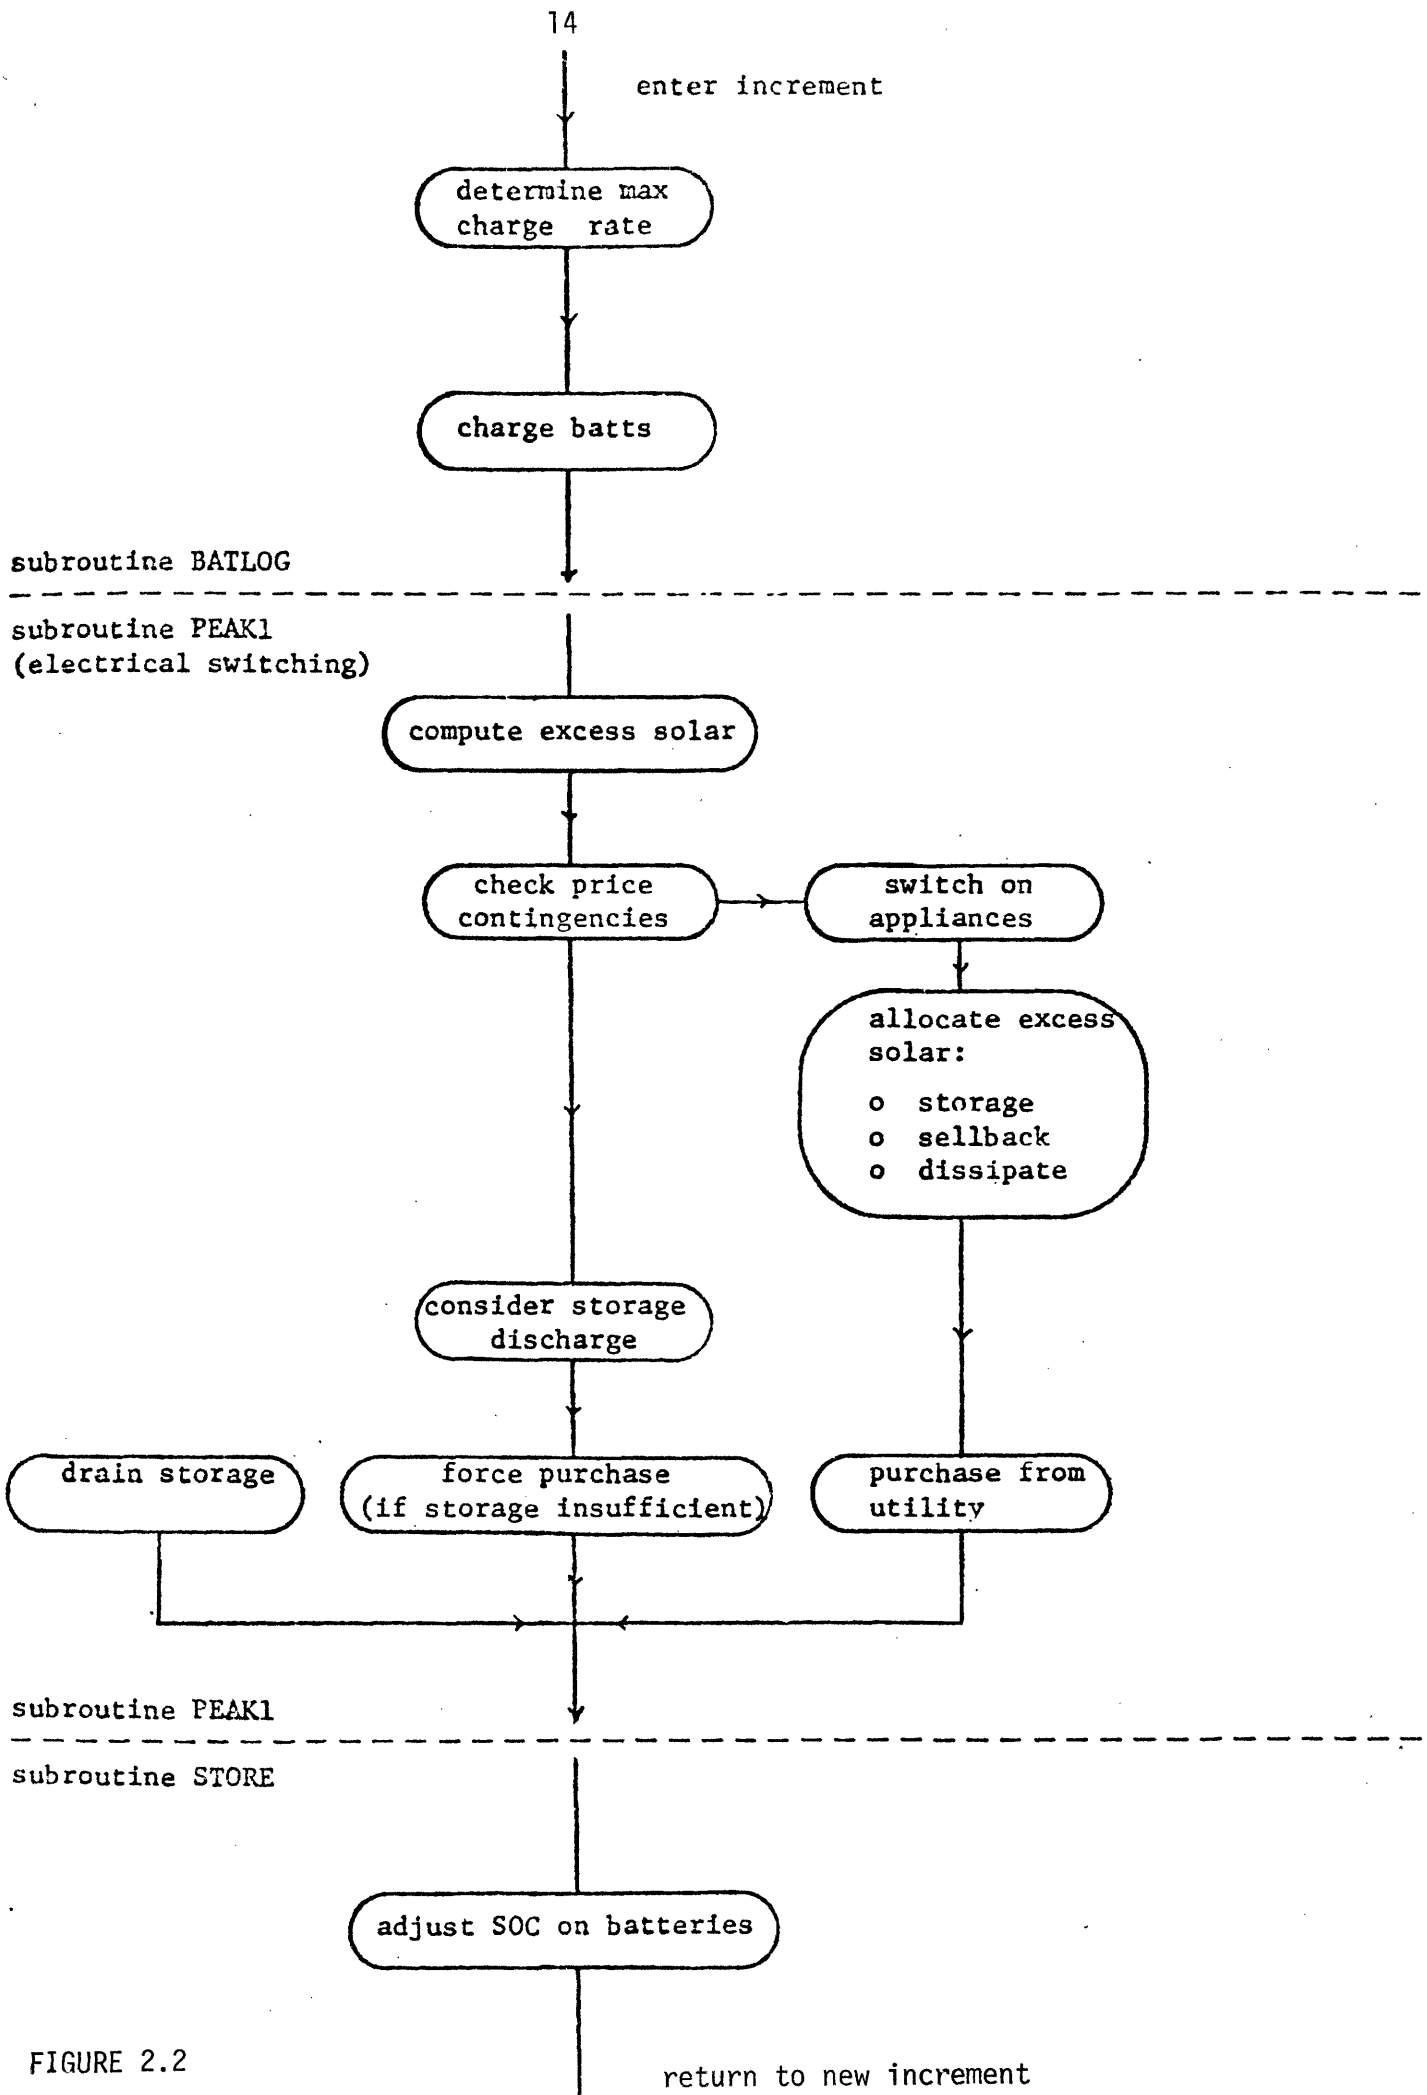 14
enter increment
determine max
charge rate
charge batts
subroutine BATLOG
subroutine PEAK1
(electrical switching)
compute excess solar
check price
contingencies
switch on
appliances
allocate excess
solar:
o storage
o sellback
o dissipate
consider storage
discharge
drain storage
force purchase
(if storage insufficient)
purchase from
utility
subroutine PEAK1
subroutine STORE
adjust SOC on batteries
FIGURE 2.2
return to new increment